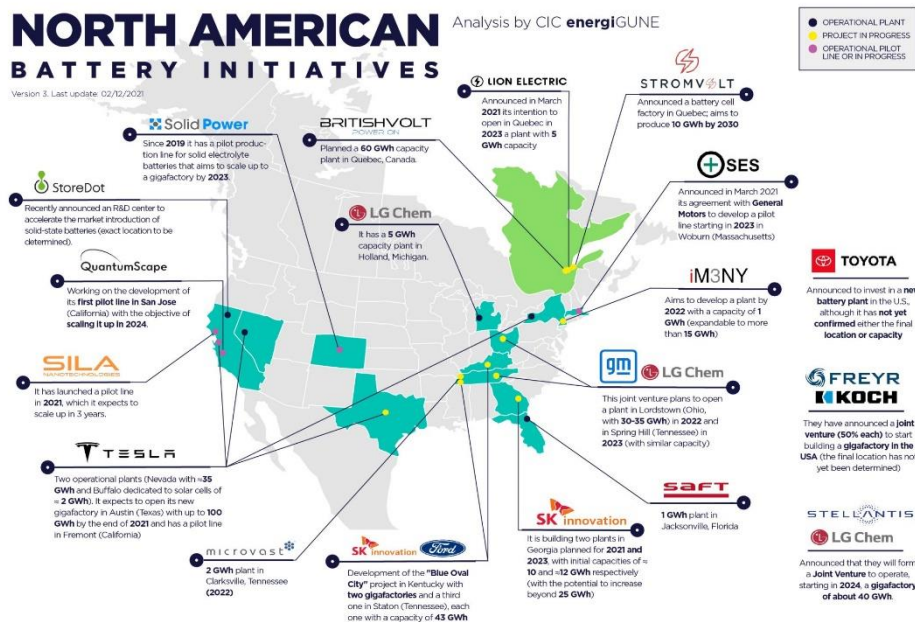 NORTH AMERICAN
BATTERY INITIATIVES
Analysis by CIC energiGUNE
Version 3. Last update: 02/12/2021
OPERATIONAL PLANT
PROJECT IN PROGRESS
OPERATIONAL PILOT
LINE OR IN PROGRESS
Solid Power
Since 2019 it has a pilot produc-
tion line for solid electrolyte
batteries that aims to scale up to
a gigafactory by 2023.
BRITISHVOLT
POWER ON
Planned a 60 GWh capacity
plant in Québec, Canada.
LION ELECTRIC
Announced in March
2021 its intention to
open in Quebec in
2023 a plant with 5
GWh capacity
STROMVOLT
Announced a battery cell
factory in Quebec; aims to
produce 10 GWh by 2030
StoreDot
Recently announced an R&D center to
accelerate the market introduction of
solid-state batteries (exact location to
be determined).
LG Chem
It has a 5 GWh
capacity plant in
Holland, Michigan.
SES
Announced in March 2021
its agreement with General
Motors to develop a pilot
line starting in 2023 in
Woburn (Massachusetts)
QuantumScape
Working on the development of
its first pilot line in San Jose
(California) with the objective of
scaling it up in 2024.
iM3NY
Aims to develop a plant by
2022 with a capacity of 1
GWh (expandable to more
than 15 GWh)
TOYOTA
Announced to invest in a new
battery plant in the U.S.,
although it has not yet
confirmed either the final
location or capacity
SILA
NANOTECHNOLOGIES
It has launched a pilot line
in 2021, which it expects to
scale up in 3 years.
gm
LG Chem
This joint venture plans to open
a plant in Lordstown (Ohio,
with 30-35 GWh) in 2022 and
in Spring Hill (Tennessee) in
2023 (with similar capacity)
FREYR
KOCH
They have announced a joint
venture (50% each) to start
building a gigafactory in the
USA (the final location has not
yet been determined)
TESLA
Two operational plants (Nevada with ≈35
GWh and Buffalo dedicated to solar cells of
≈ 2 GWh). It expects to open its new
gigafactory in Austin (Texas) with up to 100
GWh by the end of 2021 and has a pilot line
in Fremont (California)
saft
1 GWh plant in
Jacksonville, Florida
microvast
2 GWh plant in
Clarksville, Tennessee
(2022)
SK innovation
Ford
Development of the "Blue Oval
City" project in Kentucky with
two gigafactories and a third
one in Staton (Tennessee), each
one with a capacity of 43 GWh
SK innovation
It is building two plants in
Georgia planned for 2021 and
2023, with initial capacities of ≈
10 and ≈12 GWh respectively
(with the potential to increase
beyond 25 GWh)
STELLANTIS
LG Chem
Announced that they will form
a Joint Venture to operate,
starting in 2024, a gigafactory
of about 40 GWh.